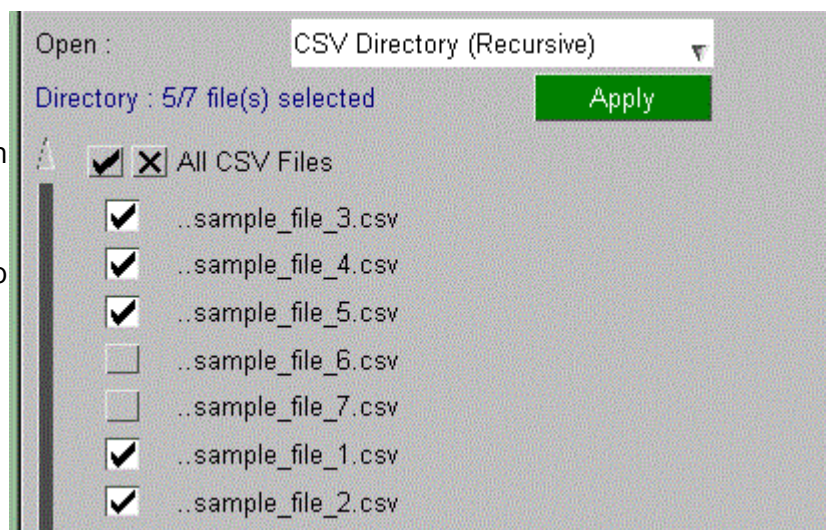 Open : CSV Directory (Recursive)
Directory : 5/7 file(s) selected Apply
All CSV Files
..sample_file_3.csv
..sample_file_4.csv
..sample_file_5.csv
..sample_file_6.csv
..sample_file_7.csv
..sample_file_1.csv
..sample_file_2.csv